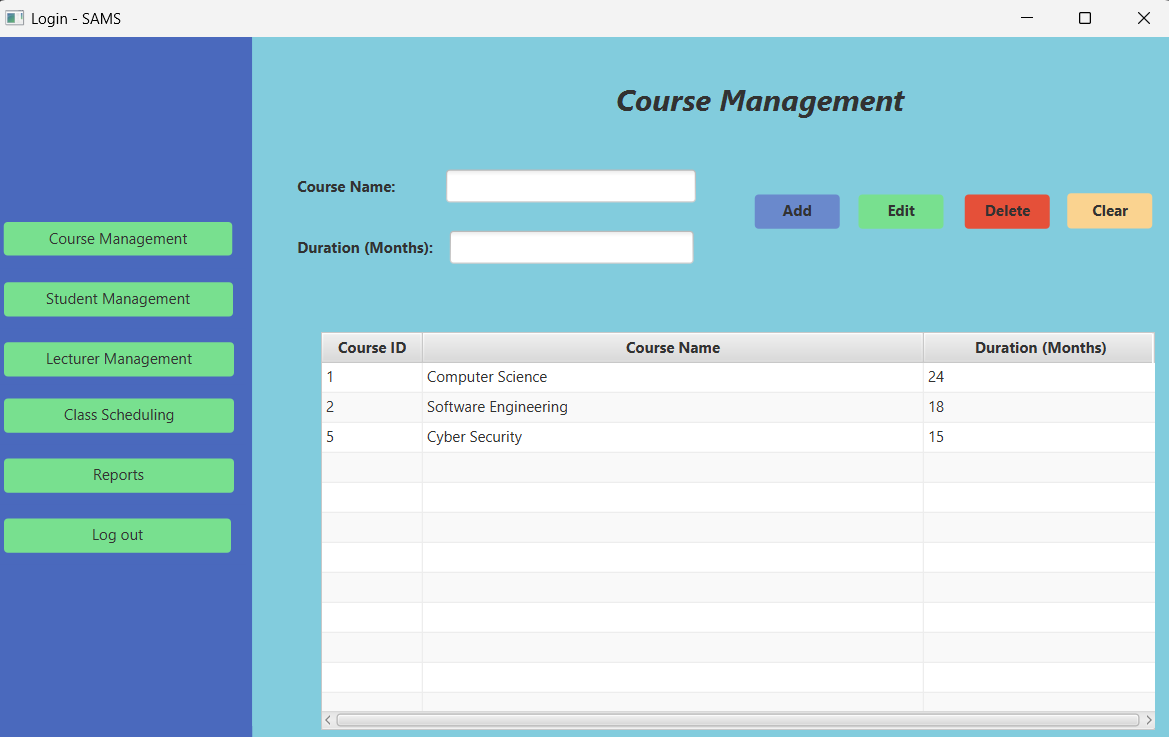 Login - SAMS
Course Management
Course Name:
Duration (Months):
Add Edit Delete Clear
Course Management
Student Management
Lecturer Management
Class Scheduling
Reports
Log out
Course ID Course Name Duration (Months)
1 Computer Science 24
2 Software Engineering 18
5 Cyber Security 15